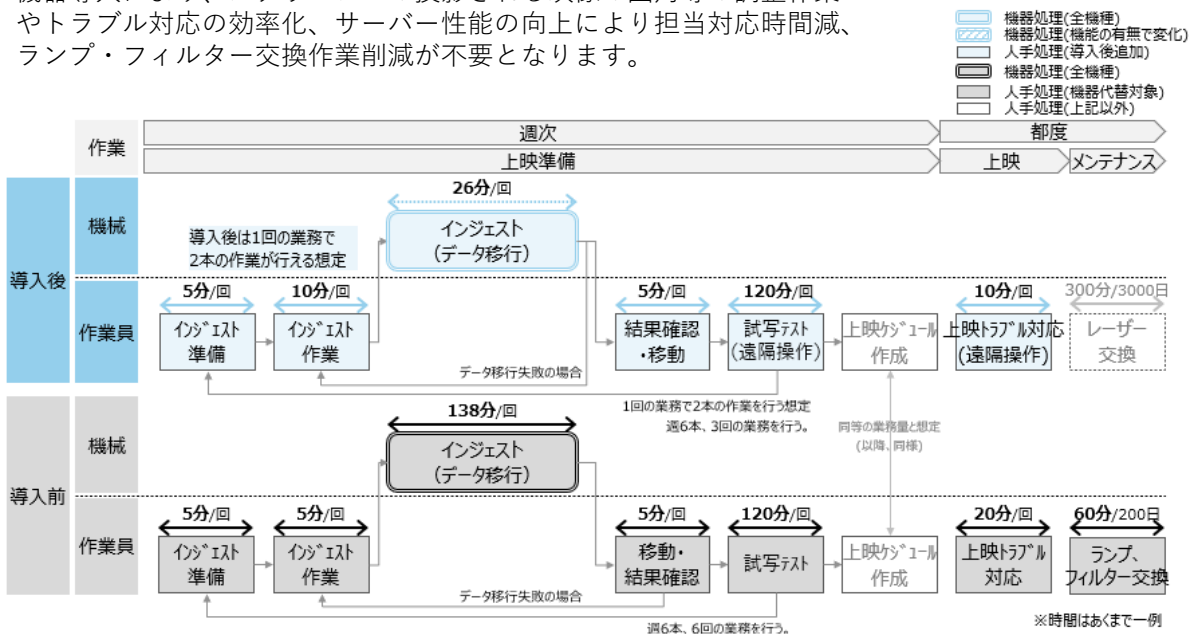 やトラブル対応の効率化、サーバー性能の向上により担当対応時間減、
ランプ・フィルター交換作業削減が不要となります。
機器処理(全機種)
機器処理(機能の有無で変化)
人手処理(導入後追加)
機器処理(全機種)
人手処理(機器代替対象)
人手処理(上記以外)
作業
週次
都度
上映準備
上映
メンテナンス
導入後
機械
導入後は1回の業務で
2本の作業が行える想定
26分/回
インジェスト
(データ移行)
作業員
5分/回
インジェスト
準備
10分/回
インジェスト
作業
5分/回
結果確認
・移動
120分/回
試写テスト
(遠隔操作)
上映ケジュール
作成
10分/回
上映トラブル対応
(遠隔操作)
300分/3000日
レーザー
交換
データ移行失敗の場合
1回の業務で2本の作業を行う想定
週6本、3回の業務を行う。
同等の業務量と想定
(以降、同様)
導入前
機械
138分/回
インジェスト
(データ移行)
作業員
5分/回
インジェスト
準備
5分/回
インジェスト
作業
5分/回
移動・
結果確認
120分/回
試写テスト
上映ケジュール
作成
20分/回
上映トラブル
対応
60分/200日
ランプ、
フィルター交換
データ移行失敗の場合
週6本、6回の業務を行う。
※時間はあくまで一例